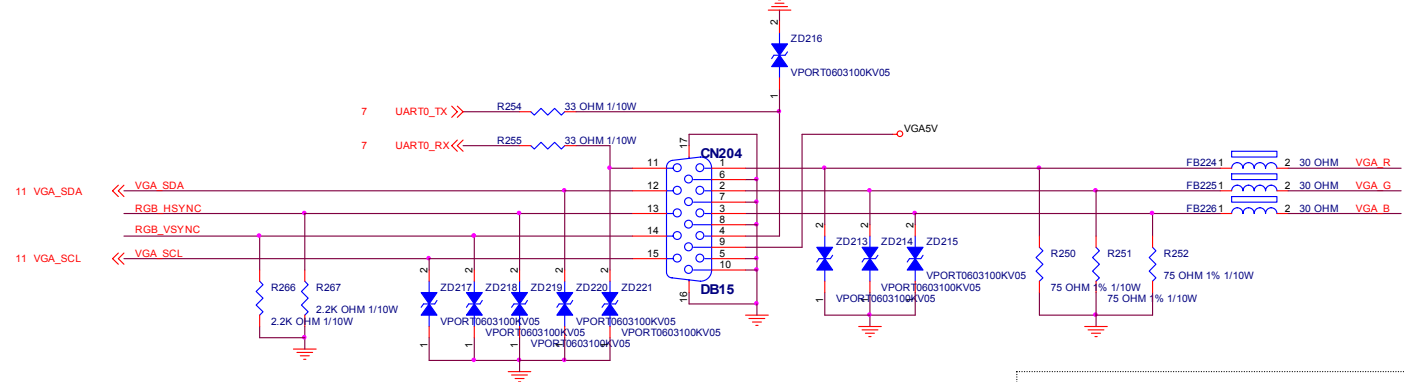 2
ZD216
VPORT0603100KV05
1
7 UART0_TX R254 33 OHM 1/10W
VGA5V
7 UART0_RX R255 33 OHM 1/10W
17
CN204
11 1 FB224 1 2 30 OHM VGA_R
6
11 VGA_SDA VGA_SDA 12 2 FB225 1 2 30 OHM VGA_G
7
RGB_HSYNC 13 3 FB226 1 2 30 OHM VGA_B
8
RGB_VSYNC 14 4
9
11 VGA_SCL VGA_SCL 15 5
10
DB15
16
2 2 2
ZD213 ZD214 ZD215
VPORT0603100KV05
VPORT0603100KV05
VPORT0603100KV05
1 1 1
R250 R251 R252
75 OHM 1% 1/10W
75 OHM 1% 1/10W
75 OHM 1% 1/10W
R266 R267
2.2K OHM 1/10W
2.2K OHM 1/10W
2 2 2 2 2
ZD217 ZD218 ZD219 ZD220 ZD221
VPORT0603100KV05
VPORT0603100KV05
VPORT0603100KV05
VPORT0603100KV05
VPORT0603100KV05
1 1 1 1 1